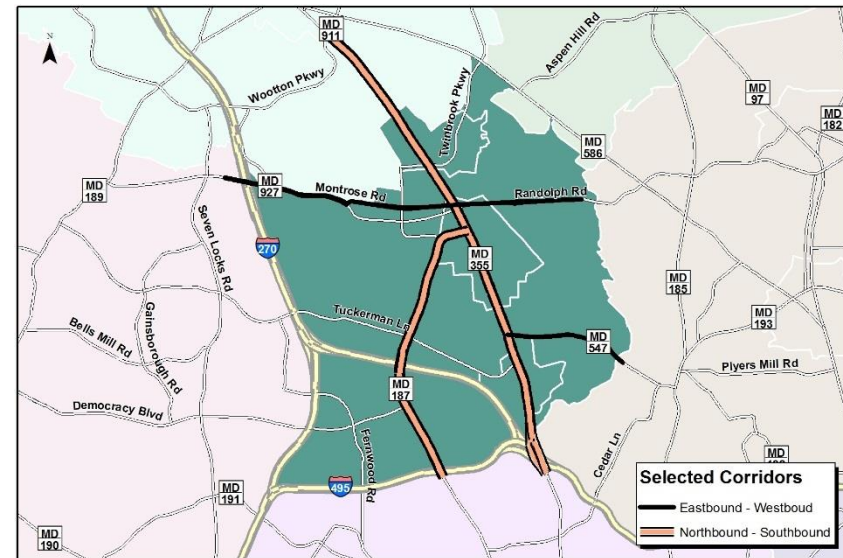 MD
911
N
Aspen Hill Rd
Wootton Pkwy
Twinbrook Pkwy
MD
97
MD
182
MD
586
MD
927
Montrose Rd
Randolph Rd
MD
189
Seven Locks Rd
270
MD
355
MD
185
Gainsborough Rd
Tuckerman Ln
MD
193
Bells Mill Rd
MD
547
Plyers Mill Rd
MD
187
Democracy Blvd
Fernwood Rd
Cedar Ln
MD
495
MD
191
MD
190
Selected Corridors
Eastbound - Westboud
Northbound - Southbound